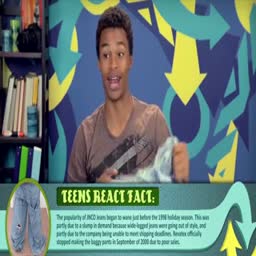 TEENS REACT FACT:
The popularity of JNCO Jeans began to wane just before the 1998 holiday season. This was
partly due to a slump in demand because wide-legged jeans were going out of style, and
partly due to the company being unable to meet shipping deadlines. Revatex officially
stopped making the baggy pants in September of 2000 due to poor sales.